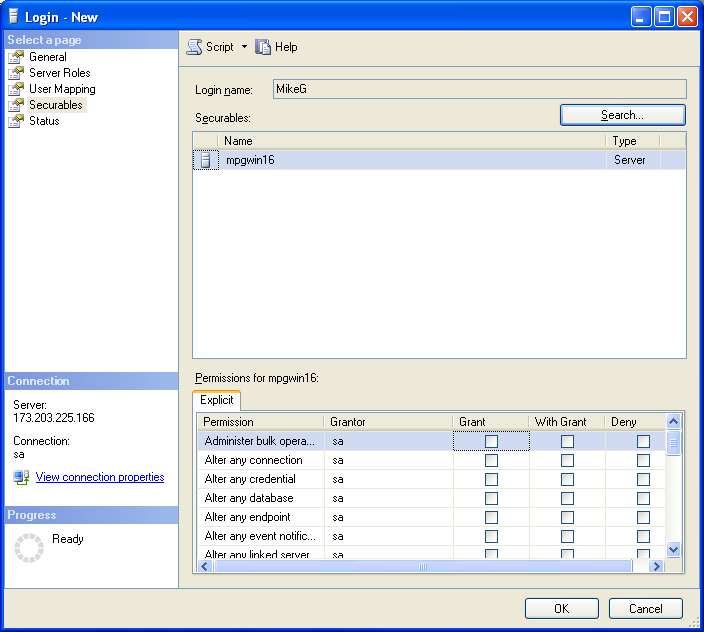 Login - New
Select a page
General
Server Roles
User Mapping
Securables
Status
Script Help
Login name: MikeG
Securables: Search...
Name Type
mpgwin16 Server
Permissions for mpgwin16:
Explicit
Permission Grantor Grant With Grant Deny
Administer bulk opera... sa
Alter any connection sa
Alter any credential sa
Alter any database sa
Alter any endpoint sa
Alter any event notific... sa
Alter any linked server sa
Connection
Server:
173.203.225.166
Connection:
sa
View connection properties
Progress
Ready
OK Cancel